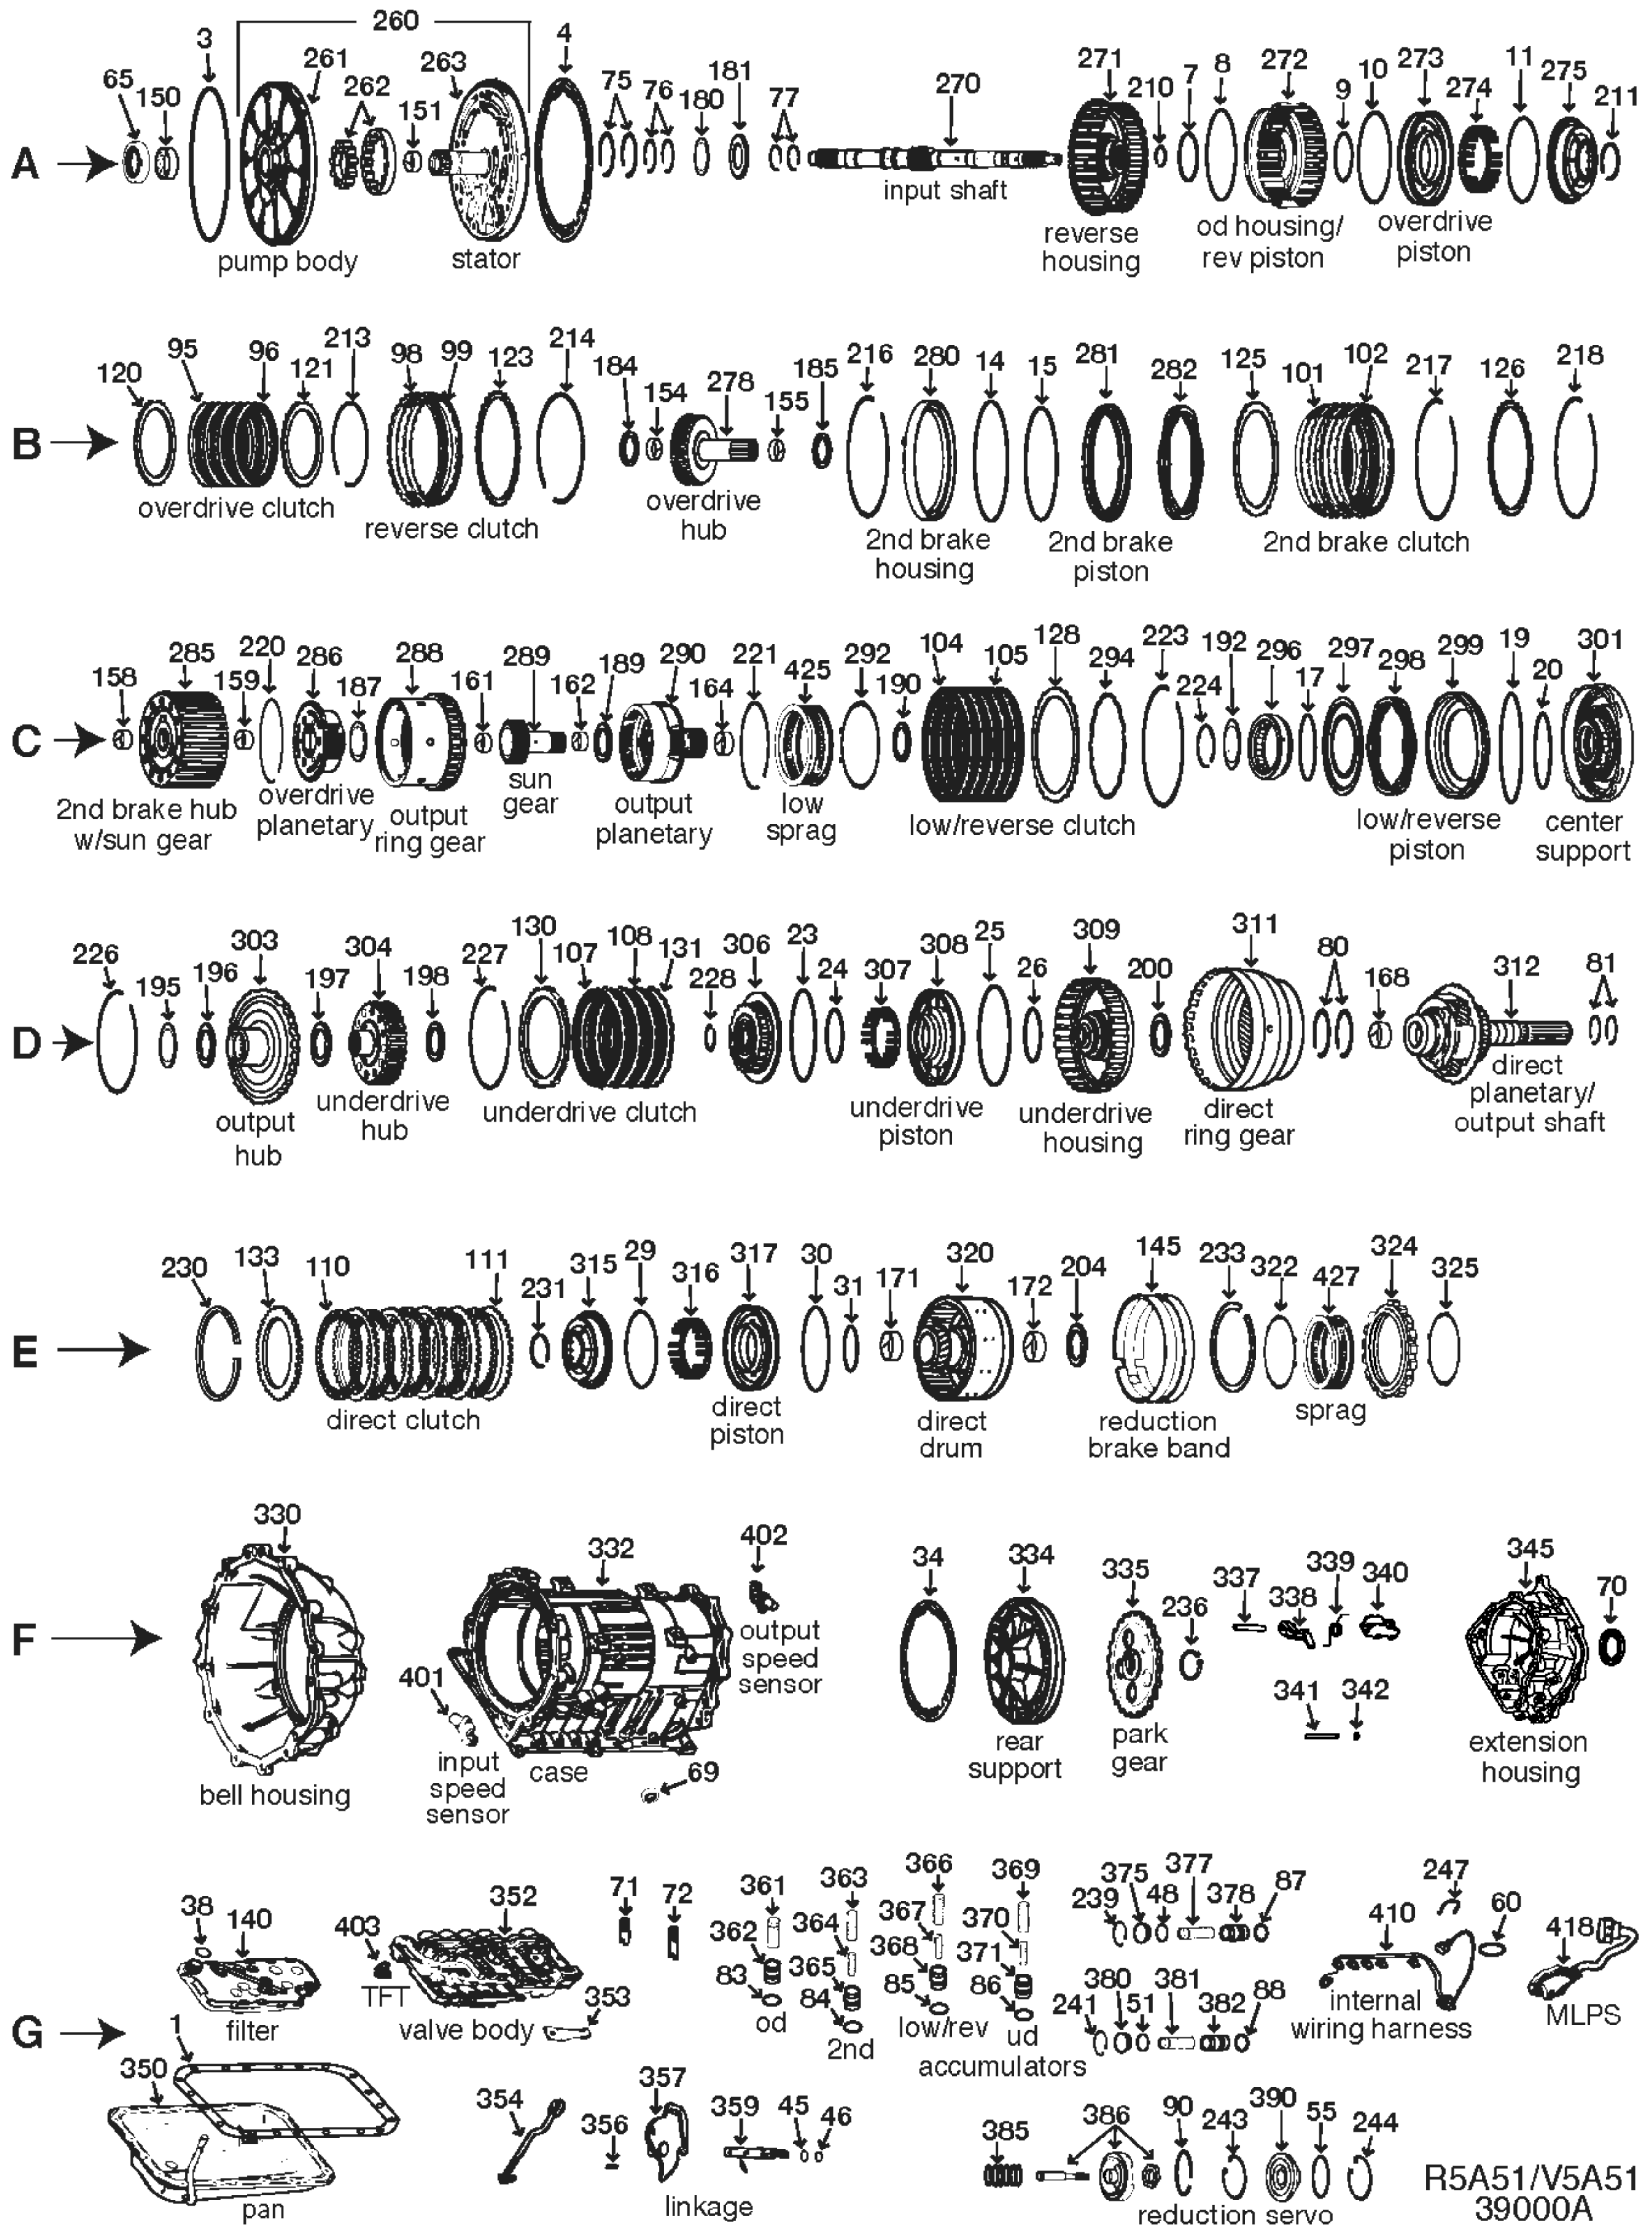 260
3
4
65
150
261
262
151
263
75
76
180
181
77
270
271
210
7
8
272
9
10
273
274
11
275
211
A
pump body
stator
input shaft
reverse
housing
od housing/
rev piston
overdrive
piston
120
95
96
121
213
98
99
123
214
184
154
278
155
185
216
280
14
15
281
282
125
101
102
217
126
218
B
overdrive clutch
reverse clutch
overdrive
hub
2nd brake
housing
2nd brake
piston
2nd brake clutch
158
285
159
220
286
187
288
161
289
162
189
290
164
221
425
292
190
104
105
128
294
223
224
192
296
17
297
298
299
19
20
301
C
2nd brake hub
w/sun gear
overdrive
planetary
output
ring gear
sun
gear
output
planetary
low
sprag
low/reverse clutch
low/reverse
piston
center
support
226
195
196
303
197
304
198
227
130
107
108
131
228
306
23
24
307
308
25
26
309
200
311
80
168
312
81
D
output
hub
underdrive
hub
underdrive clutch
underdrive
piston
underdrive
housing
direct
ring gear
direct
planetary/
output shaft
230
133
110
111
231
315
29
316
317
30
31
171
320
172
204
145
233
322
427
324
325
E
direct clutch
direct
piston
direct
drum
reduction
brake band
sprag
330
332
402
401
69
34
334
335
236
337
338
339
340
341
342
345
70
F
bell housing
input
speed
sensor
case
output
speed
sensor
rear
support
park
gear
extension
housing
38
140
403
352
353
71
72
361
362
83
363
364
365
84
366
367
368
85
369
370
371
86
239
375
48
377
378
87
241
380
51
381
382
88
410
247
60
418
G
filter
TFT
valve body
od
2nd
low/rev
ud
accumulators
internal
wiring harness
MLPS
1
350
pan
354
356
357
359
45
46
linkage
385
386
90
243
390
55
244
reduction servo
R5A51/V5A51
39000A